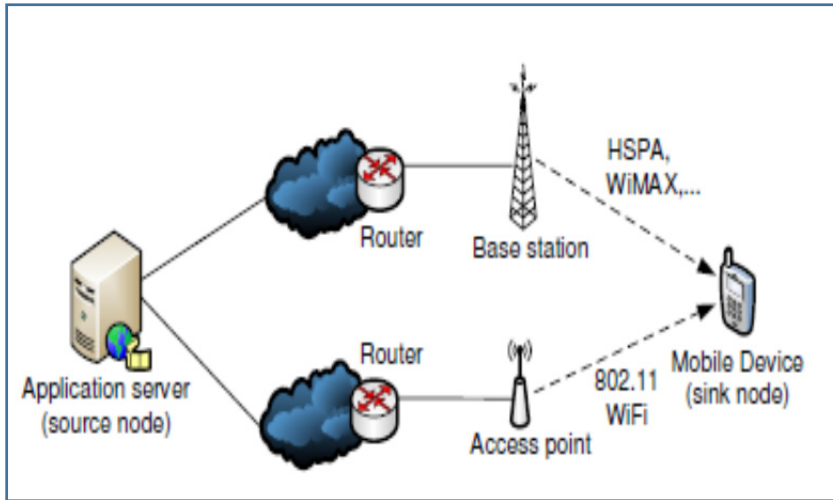 HSPA,
WiMAX,...
Router
Base station
Application server
(source node)
Router
Mobile Device
(sink node)
802.11
WiFi
Access point